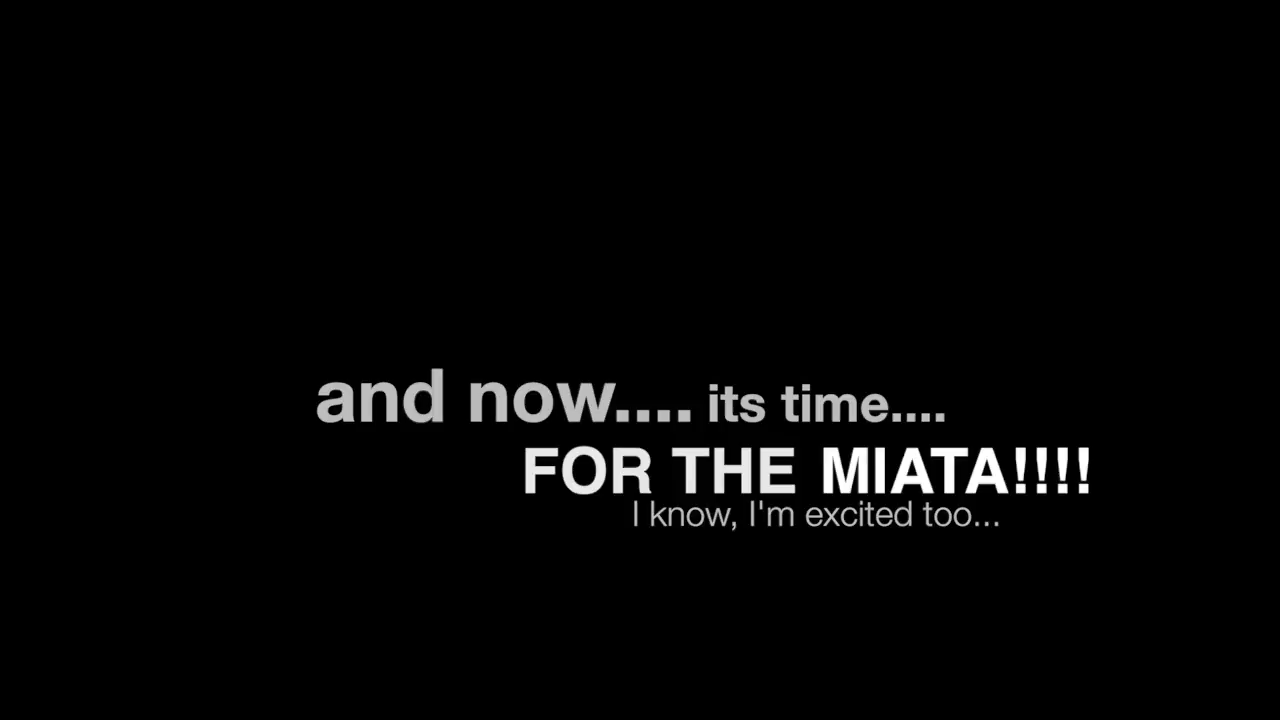 and now.... its time....
FOR THE MIATA!!!!
I know, I'm excited too...